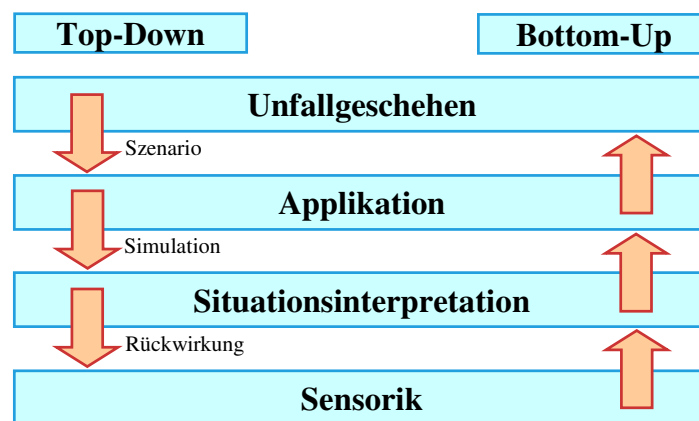 Top-Down
Bottom-Up
Unfallgeschehen
Szenario
Applikation
Simulation
Situationsinterpretation
Rückwirkung
Sensorik